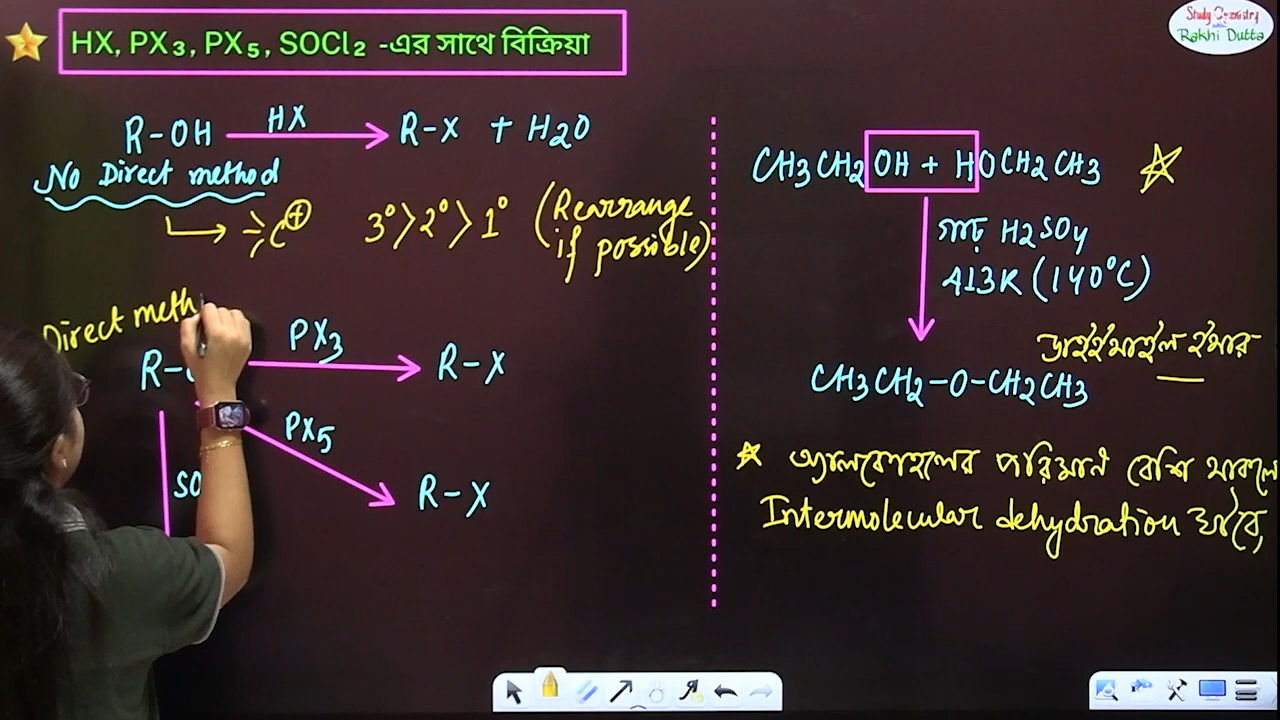 HX, PX₃, PX₅, SOCl₂ -এর সাথে বিক্রিয়া
Study Chemistry
with
Rakhi Dutta
R-OH HX R-X + H2O
No Direct method
C⊕ 3° > 2° > 1° (Rearrange
if possible)
Direct meth
R- PX3 R-X
PX5
SO
R-X
CH3CH2OH + HOCH2CH3
গাঢ় H2SO4
413K (140°C)
ডাইইথাইল ইথার
CH3CH2-O-CH2CH3
অ্যালকোহলের পরিমাণ বেশি থাকলে
Intermolecular dehydration হবে,